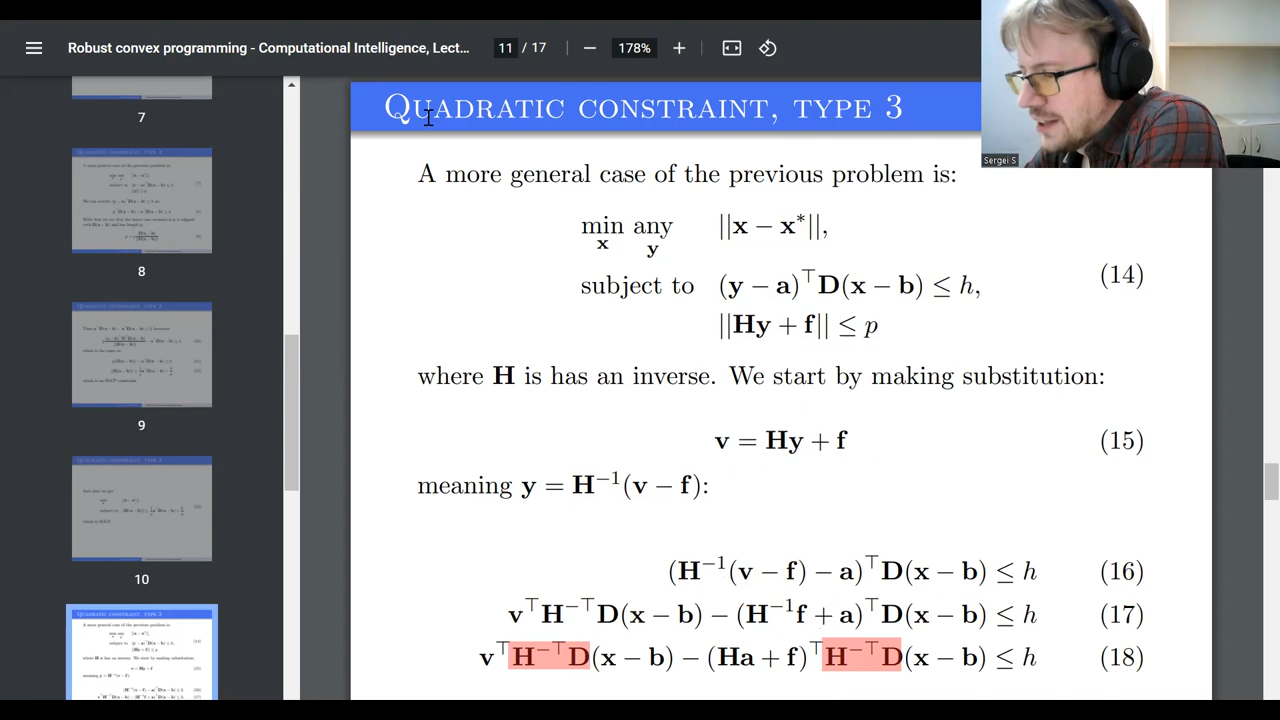 Robust convex programming - Computational Intelligence, Lect...
11 / 17
178%
7
8
9
10
QUADRATIC CONSTRAINT, TYPE 3
Sergei S
A more general case of the previous problem is:
min any ||x − x*||,
x y
subject to (y − a)⊤D(x − b) ≤ h, (14)
||Hy + f|| ≤ p
where H is has an inverse. We start by making substitution:
v = Hy + f (15)
meaning y = H⁻¹(v − f):
(H⁻¹(v − f) − a)⊤D(x − b) ≤ h (16)
v⊤H⁻⊤D(x − b) − (H⁻¹f + a)⊤D(x − b) ≤ h (17)
v⊤H⁻⊤D(x − b) − (Ha + f)⊤H⁻⊤D(x − b) ≤ h (18)